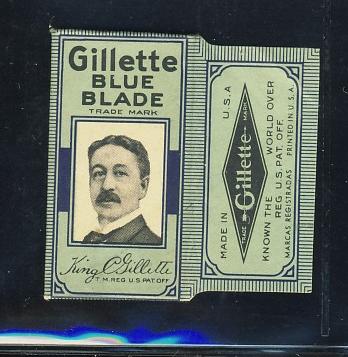 Gillette
BLUE
BLADE
TRADE MARK
King C Gillette
T.M. REG U.S. PAT. OFF
MADE IN U.S.A
TRADE Gillette MARK
KNOWN THE WORLD OVER
REG. U.S. PAT. OFF.
MARCAS REGISTRADAS PRINTED IN U.S.A.